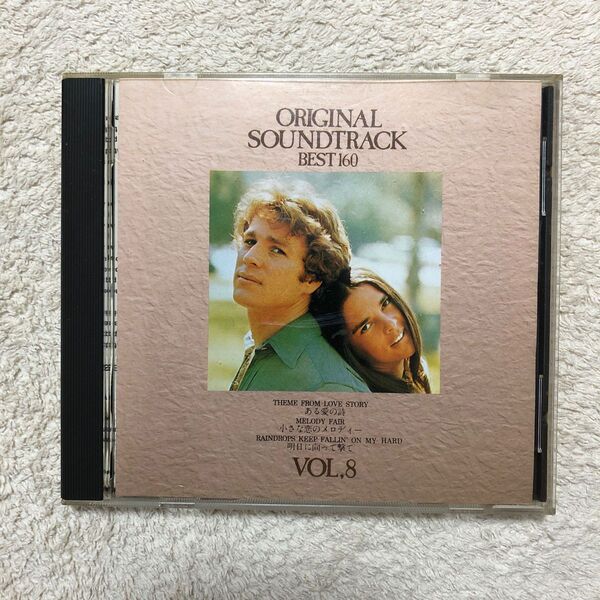 ORIGINAL
SOUNDTRACK
BEST 160
THEME FROM LOVE STORY
ある愛の詩
MELODY FAIR
小さな恋のメロディー
RAINDROPS KEEP FALLIN' ON MY HARD
明日に向って撃て
VOL,8